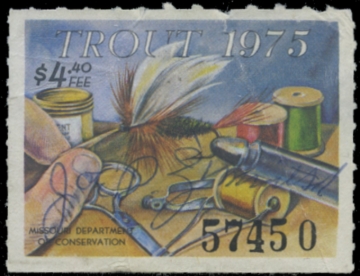 TROUT 1975
$4.40
FEE
MISSOURI DEPARTMENT
OF CONSERVATION
57450